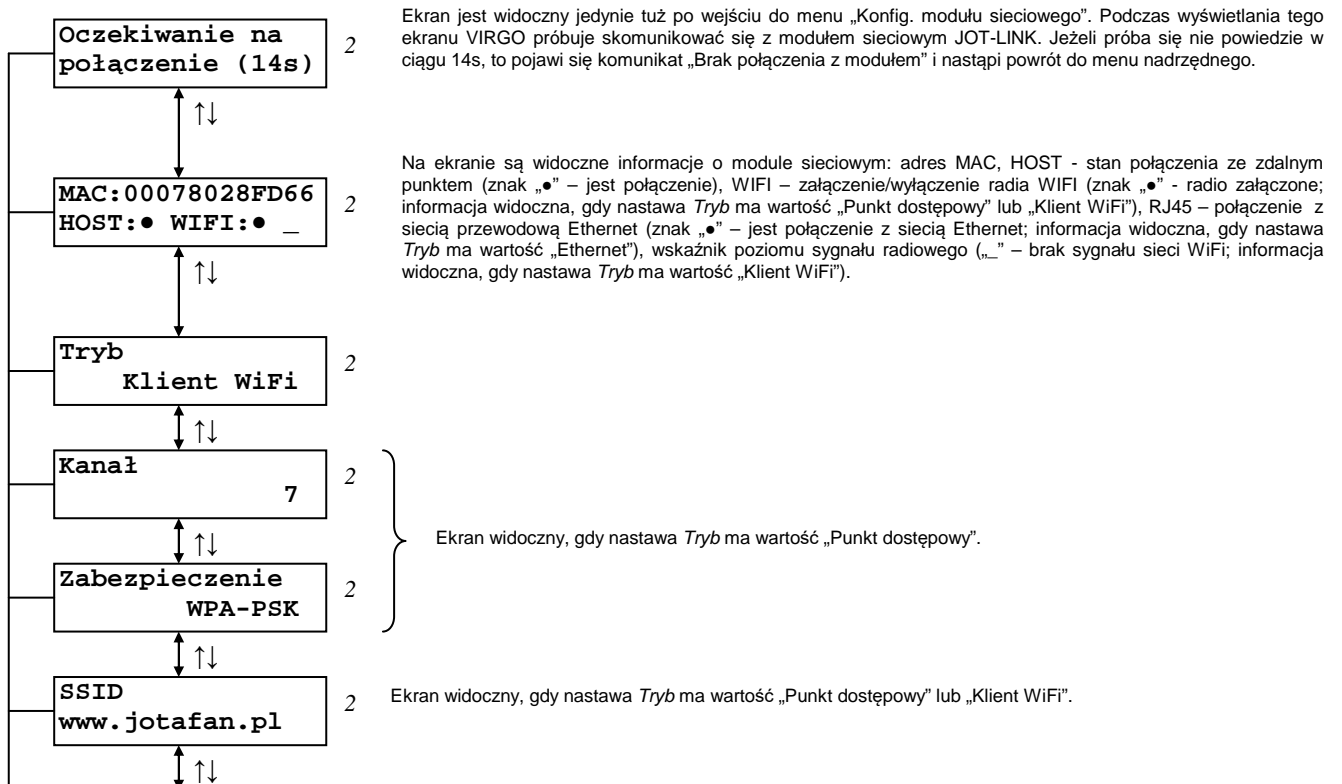 Oczekiwanie na
połączenie (14s)
2
Ekran jest widoczny jedynie tuż po wejściu do menu „Konfig. modułu sieciowego”. Podczas wyświetlania tego
ekranu VIRGO próbuje skomunikować się z modułem sieciowym JOT-LINK. Jeżeli próba się nie powiedzie w
ciągu 14s, to pojawi się komunikat „Brak połączenia z modułem” i nastąpi powrót do menu nadrzędnego.
↑↓
MAC:00078028FD66
HOST:● WIFI:● _
2
Na ekranie są widoczne informacje o module sieciowym: adres MAC, HOST - stan połączenia ze zdalnym
punktem (znak „●” – jest połączenie), WIFI – załączenie/wyłączenie radia WIFI (znak „●” - radio załączone;
informacja widoczna, gdy nastawa Tryb ma wartość „Punkt dostępowy” lub „Klient WiFi”), RJ45 – połączenie z
siecią przewodową Ethernet (znak „●” – jest połączenie z siecią Ethernet; informacja widoczna, gdy nastawa
Tryb ma wartość „Ethernet”), wskaźnik poziomu sygnału radiowego („_” – brak sygnału sieci WiFi; informacja
widoczna, gdy nastawa Tryb ma wartość „Klient WiFi”).
↑↓
Tryb
Klient WiFi
2
↑↓
Kanał
7
2
↑↓
Ekran widoczny, gdy nastawa Tryb ma wartość „Punkt dostępowy”.
Zabezpieczenie
WPA-PSK
2
↑↓
SSID
www.jotafan.pl
2
Ekran widoczny, gdy nastawa Tryb ma wartość „Punkt dostępowy” lub „Klient WiFi”.
↑↓